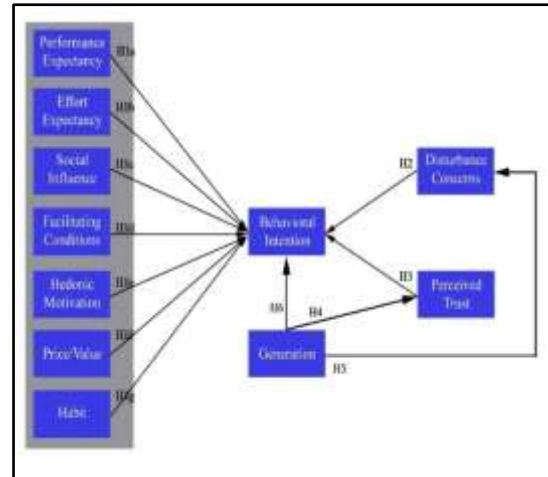 Performance
Expectancy
H1a
Effort
Expectancy
H1b
Social
Influence
H1c
Facilitating
Conditions
H1d
Hedonic
Motivation
H1e
Price/Value
H1f
Habit
H1g
Behavioral
Intention
H2
Disturbance
Concerns
H3
Perceived
Trust
H6
H4
Generation
H5